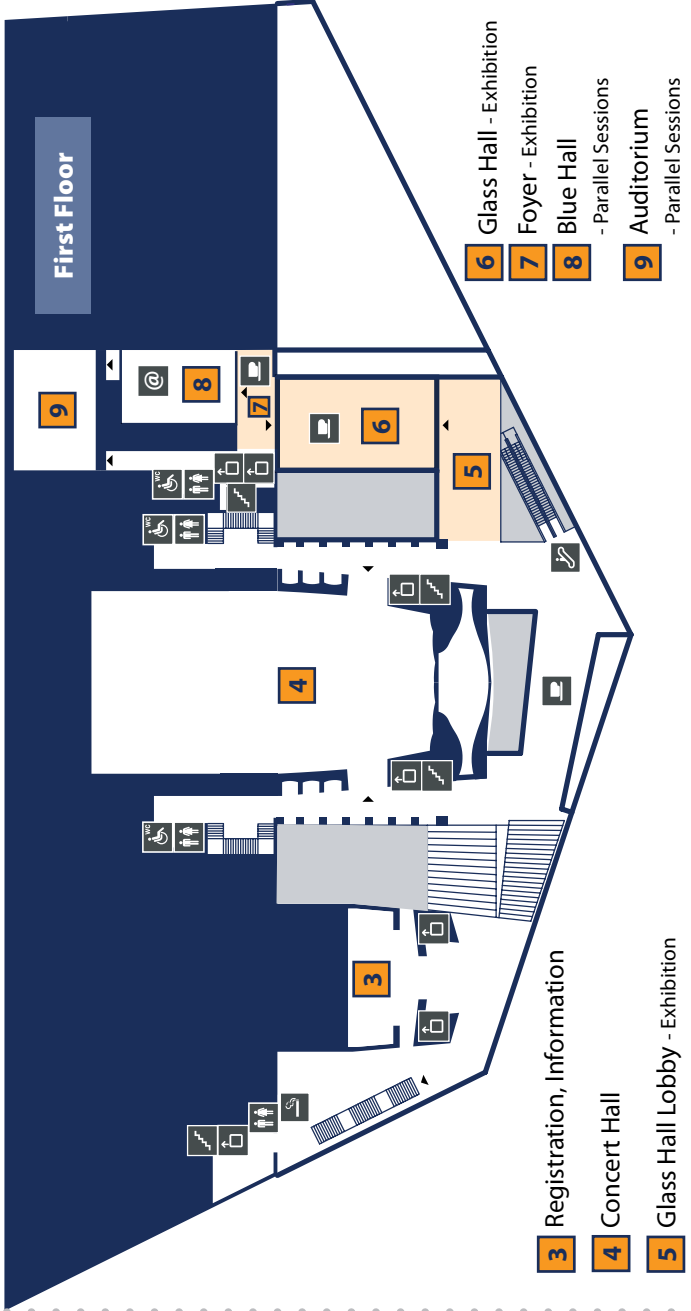 First Floor
9
@
8
7
6
5
WC
WC
4
WC
3
3 Registration, Information
4 Concert Hall
5 Glass Hall Lobby - Exhibition
6 Glass Hall - Exhibition
7 Foyer - Exhibition
8 Blue Hall
- Parallel Sessions
9 Auditorium
- Parallel Sessions